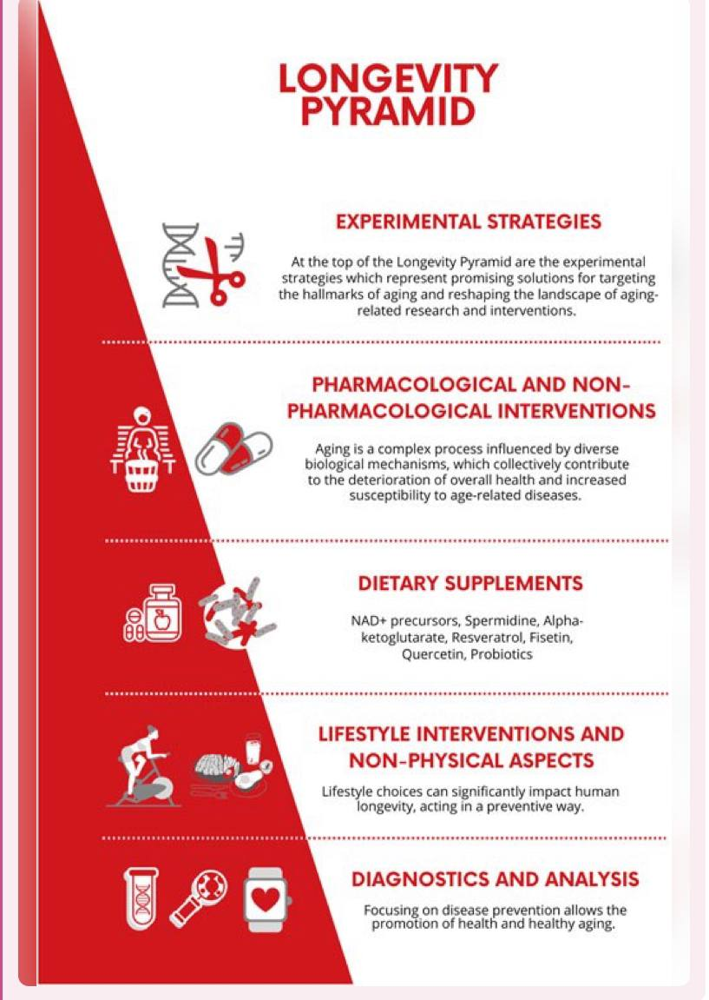 LONGEVITY
PYRAMID
EXPERIMENTAL STRATEGIES
At the top of the Longevity Pyramid are the experimental
strategies which represent promising solutions for targeting
the hallmarks of aging and reshaping the landscape of aging-
related research and interventions.
PHARMACOLOGICAL AND NON-
PHARMACOLOGICAL INTERVENTIONS
Aging is a complex process influenced by diverse
biological mechanisms, which collectively contribute
to the deterioration of overall health and increased
susceptibility to age-related diseases.
DIETARY SUPPLEMENTS
NAD+ precursors, Spermidine, Alpha-
ketoglutarate, Resveratrol, Fisetin,
Quercetin, Probiotics
LIFESTYLE INTERVENTIONS AND
NON-PHYSICAL ASPECTS
Lifestyle choices can significantly impact human
longevity, acting in a preventive way.
DIAGNOSTICS AND ANALYSIS
Focusing on disease prevention allows the
promotion of health and healthy aging.